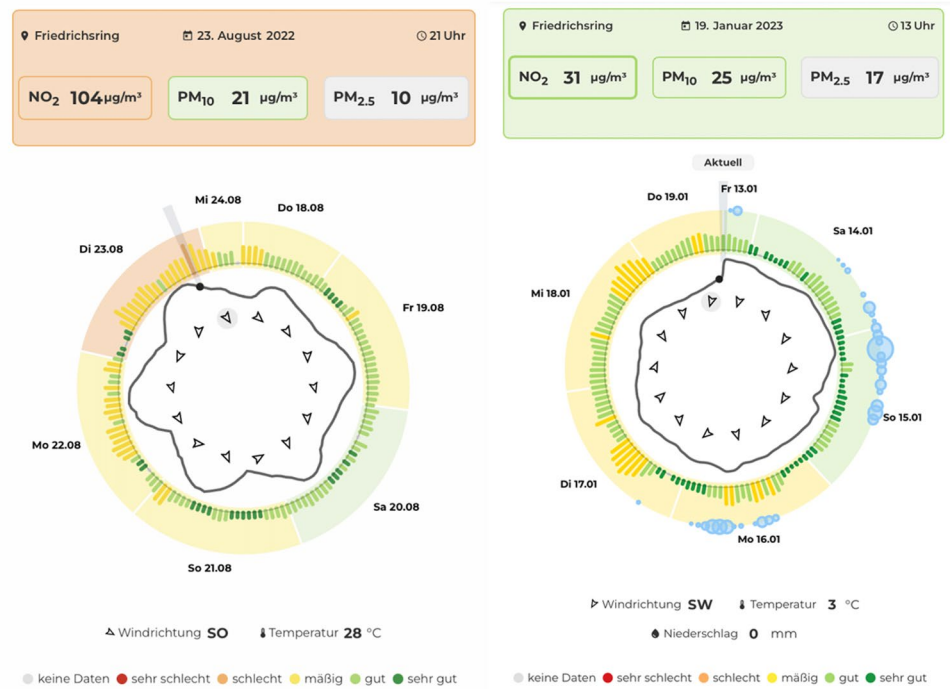 Friedrichsring 23. August 2022 21 Uhr
NO2 104 µg/m³ PM10 21 µg/m³ PM2.5 10 µg/m³
Mi 24.08
Do 18.08
Di 23.08
Fr 19.08
Mo 22.08
Sa 20.08
So 21.08
Windrichtung SO Temperatur 28 °C
keine Daten sehr schlecht schlecht mäßig gut sehr gut
Friedrichsring 19. Januar 2023 13 Uhr
NO2 31 µg/m³ PM10 25 µg/m³ PM2.5 17 µg/m³
Aktuell
Do 19.01
Fr 13.01
Sa 14.01
Mi 18.01
So 15.01
Di 17.01
Mo 16.01
Windrichtung SW Temperatur 3 °C
Niederschlag 0 mm
keine Daten sehr schlecht schlecht mäßig gut sehr gut